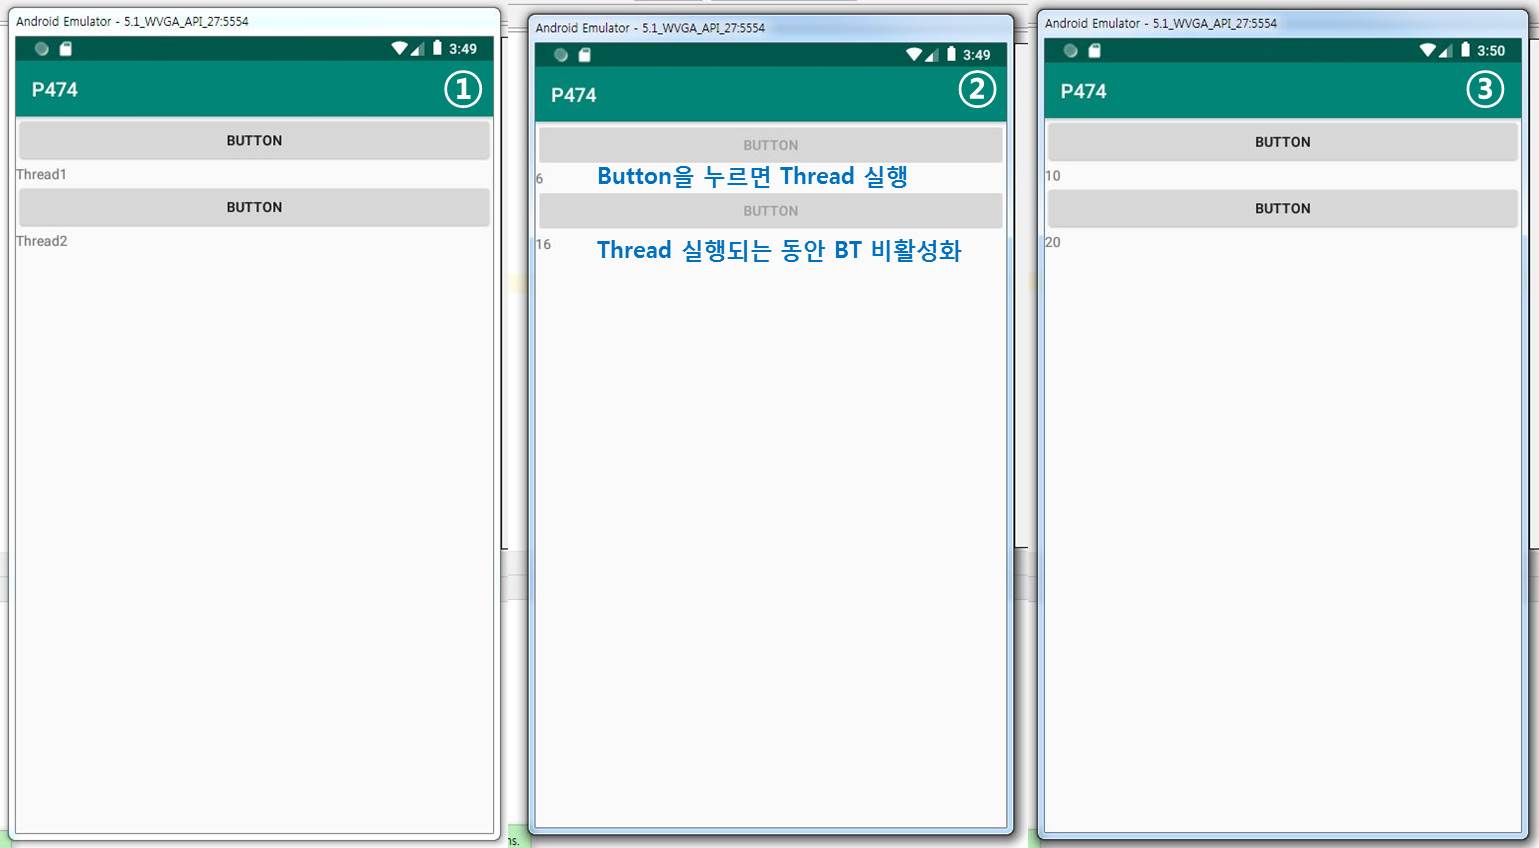 Android Emulator - 5.1_WVGA_API_27:5554
3:49
P474
①
BUTTON
Thread1
BUTTON
Thread2
Android Emulator - 5.1_WVGA_API_27:5554
3:49
P474
②
BUTTON
6
Button을 누르면 Thread 실행
BUTTON
16
Thread 실행되는 동안 BT 비활성화
ns.
Android Emulator - 5.1_WVGA_API_27:5554
3:50
P474
③
BUTTON
10
BUTTON
20